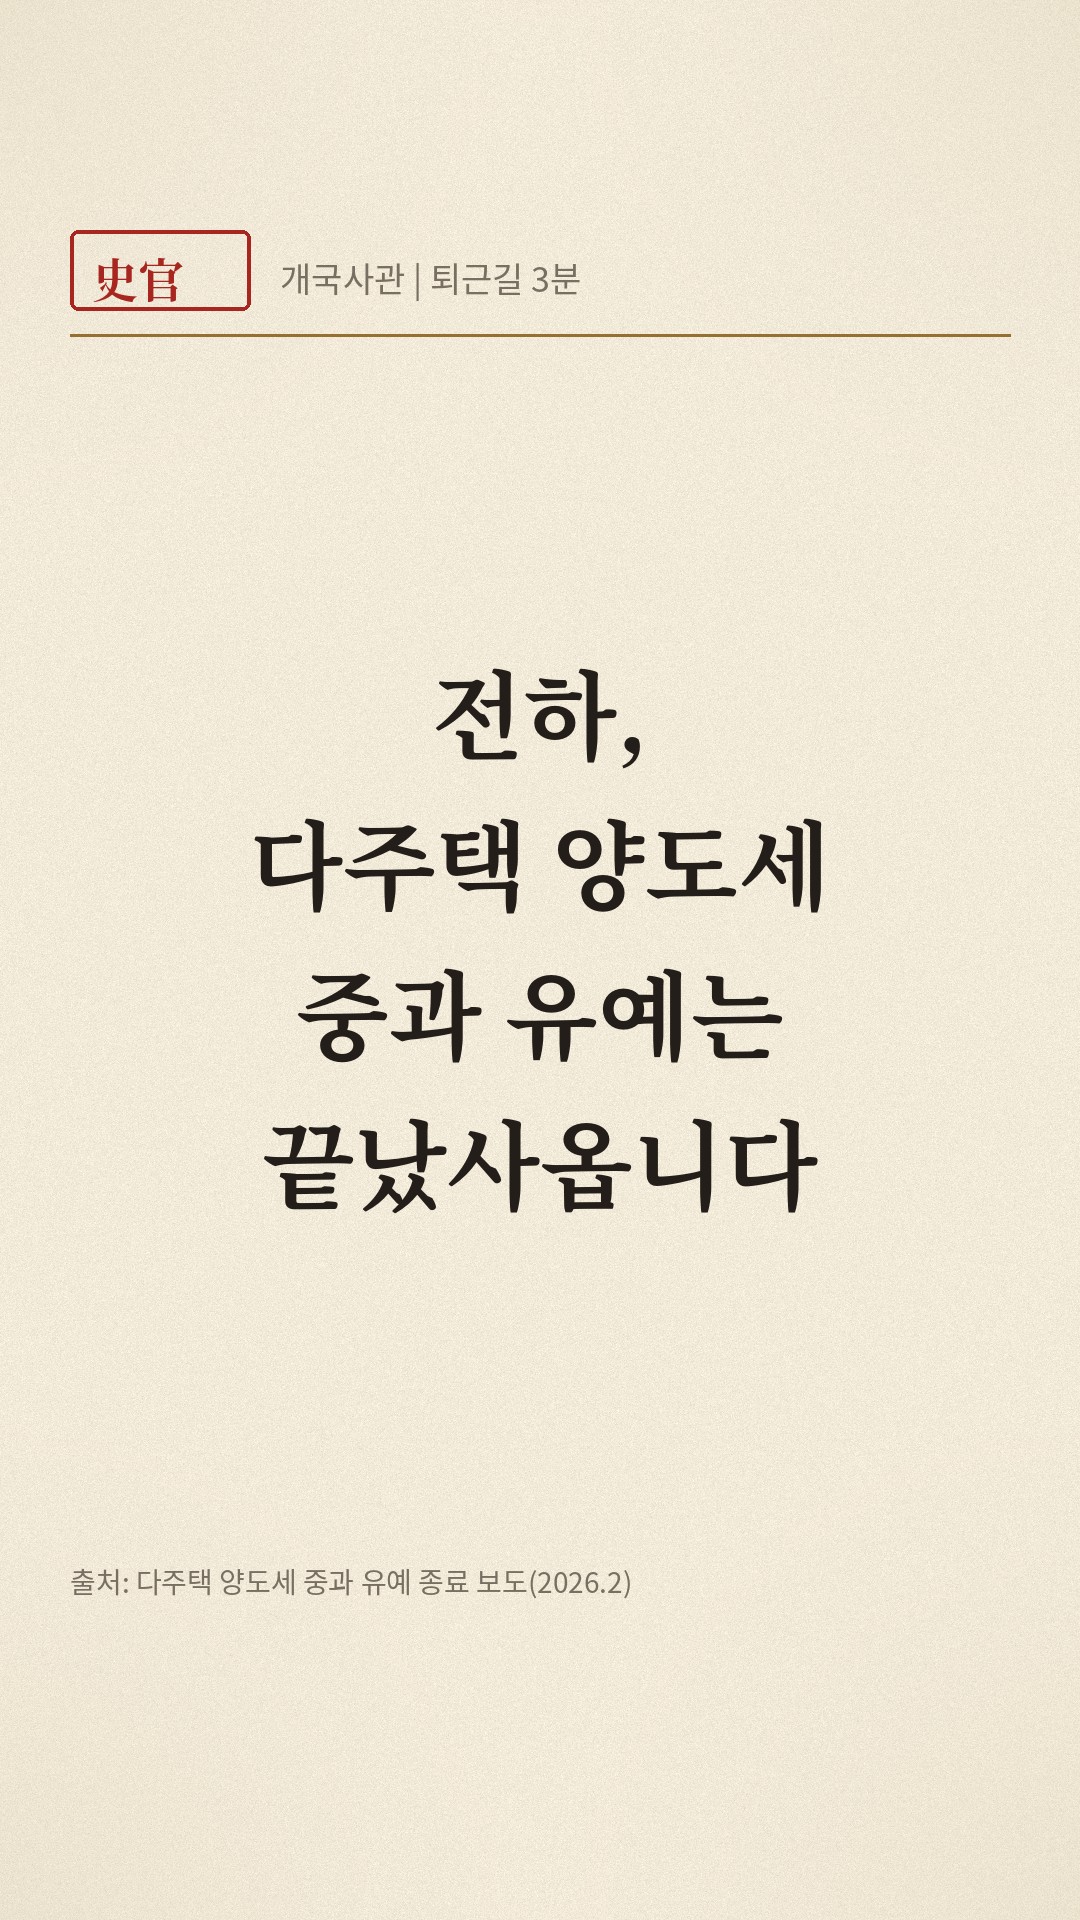 史官
개국사관 | 퇴근길 3분
전하,
다주택 양도세
중과 유예는
끝났사옵니다
출처: 다주택 양도세 중과 유예 종료 보도(2026.2)